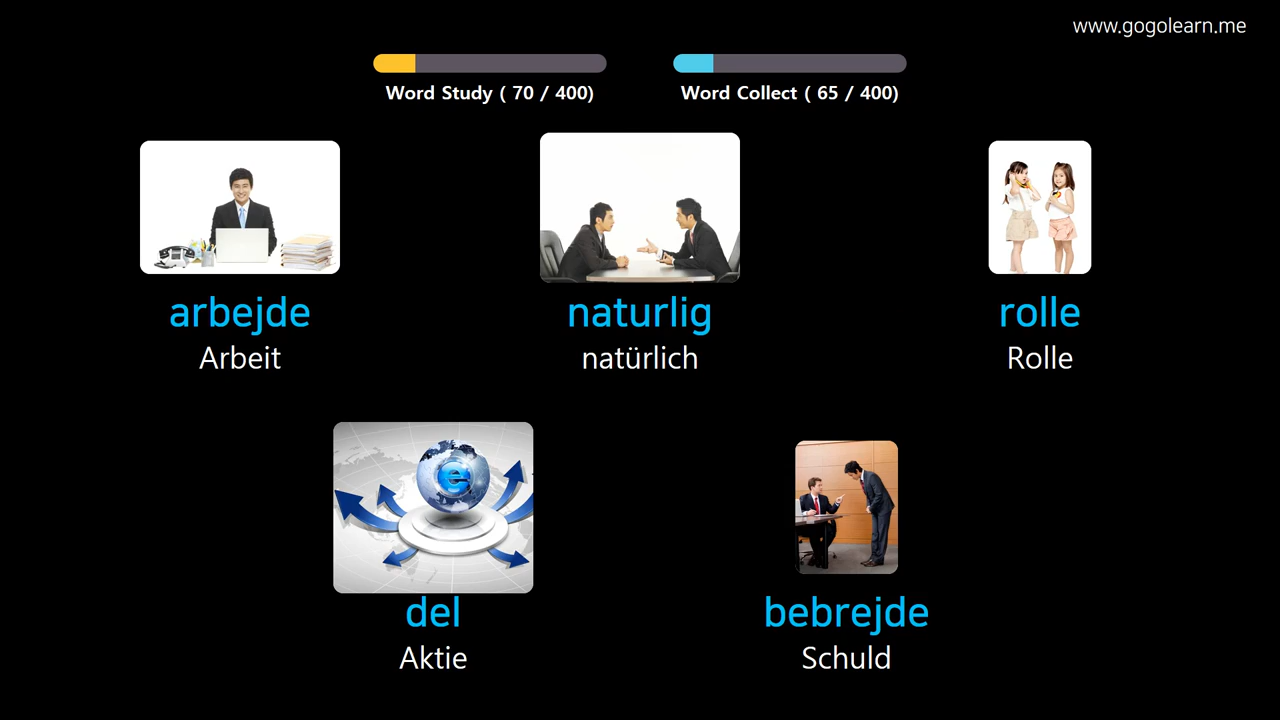 www.gogolearn.me
Word Study ( 70 / 400)
Word Collect ( 65 / 400)
arbejde
Arbeit
naturlig
natürlich
rolle
Rolle
e
del
Aktie
bebrejde
Schuld